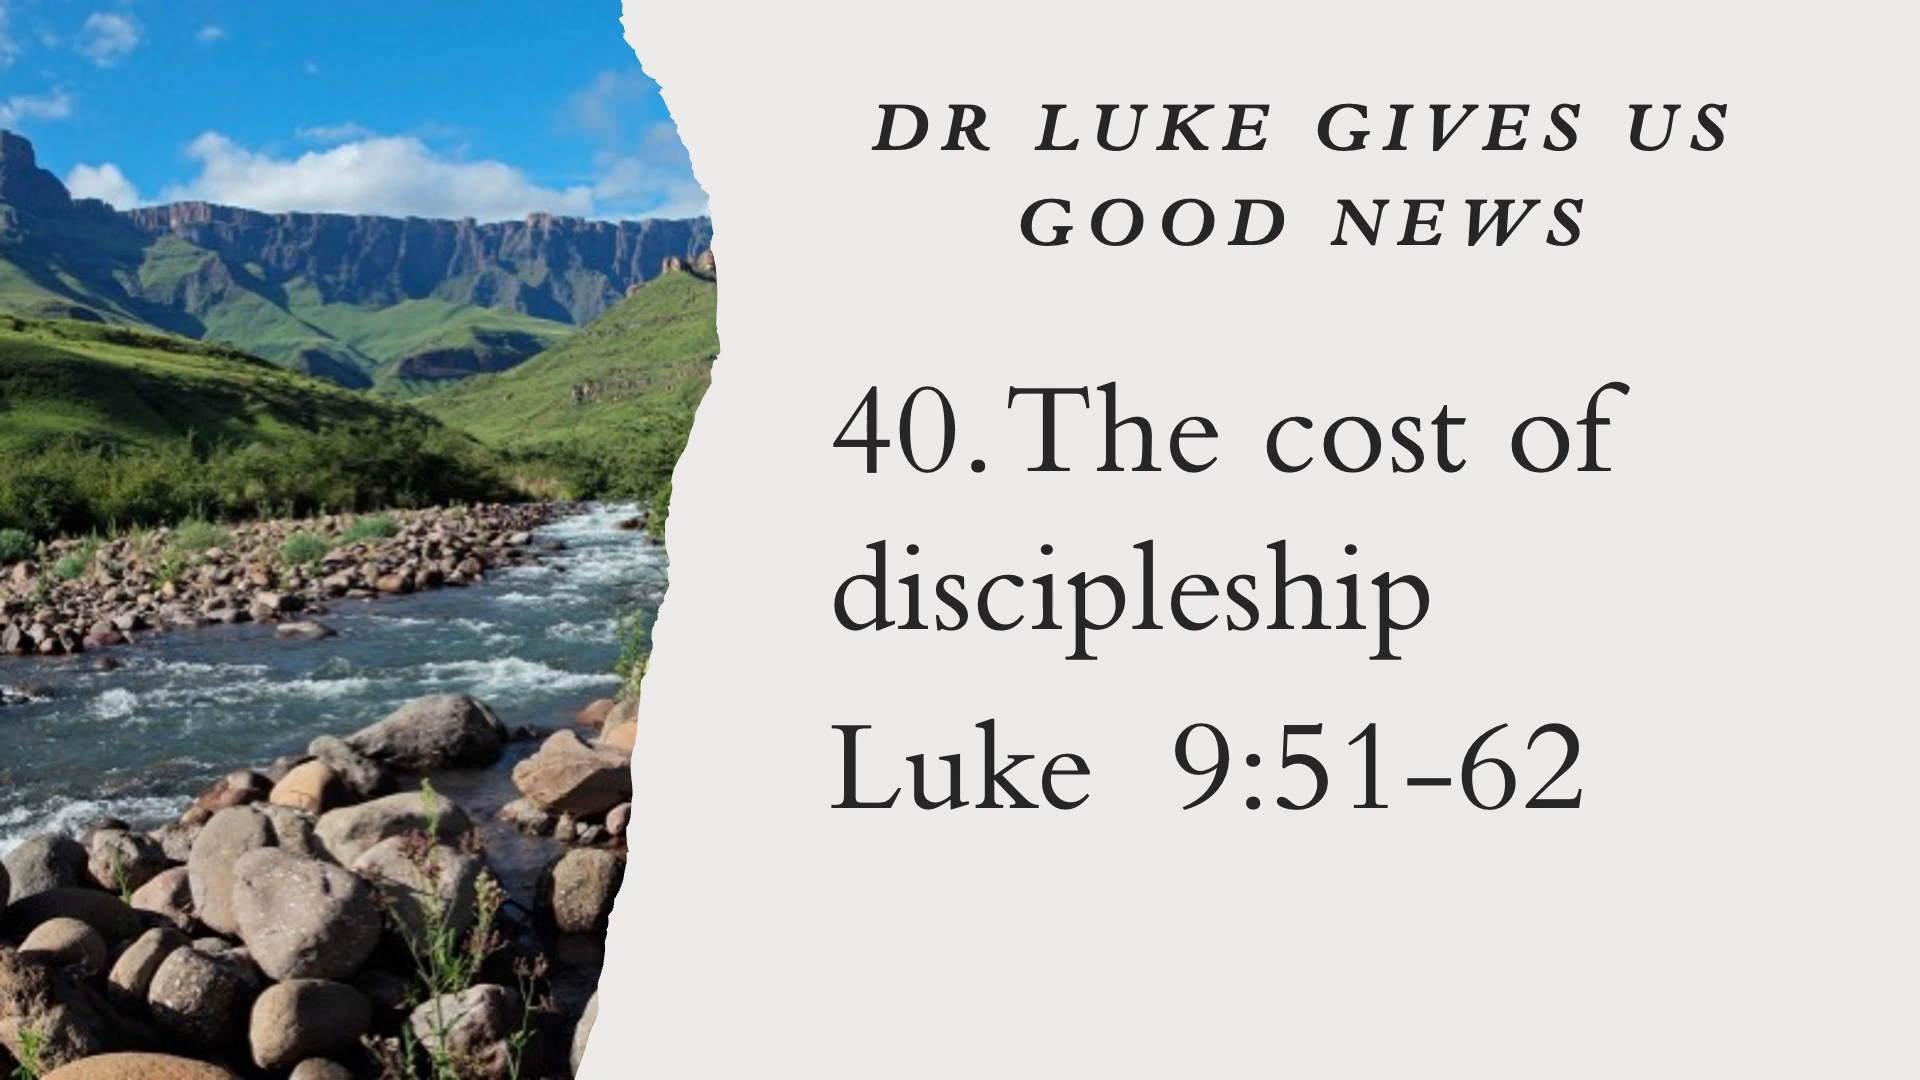 DR LUKE GIVES US
GOOD NEWS
40. The cost of
discipleship
Luke 9:51-62